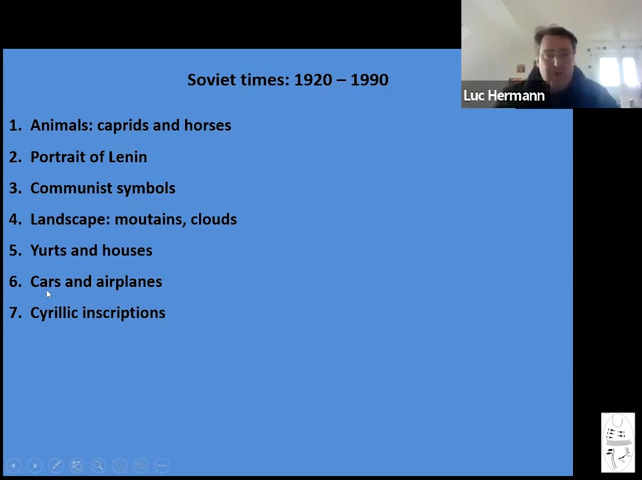 Soviet times: 1920 – 1990
Luc Hermann
1. Animals: caprids and horses
2. Portrait of Lenin
3. Communist symbols
4. Landscape: moutains, clouds
5. Yurts and houses
6. Cars and airplanes
7. Cyrillic inscriptions